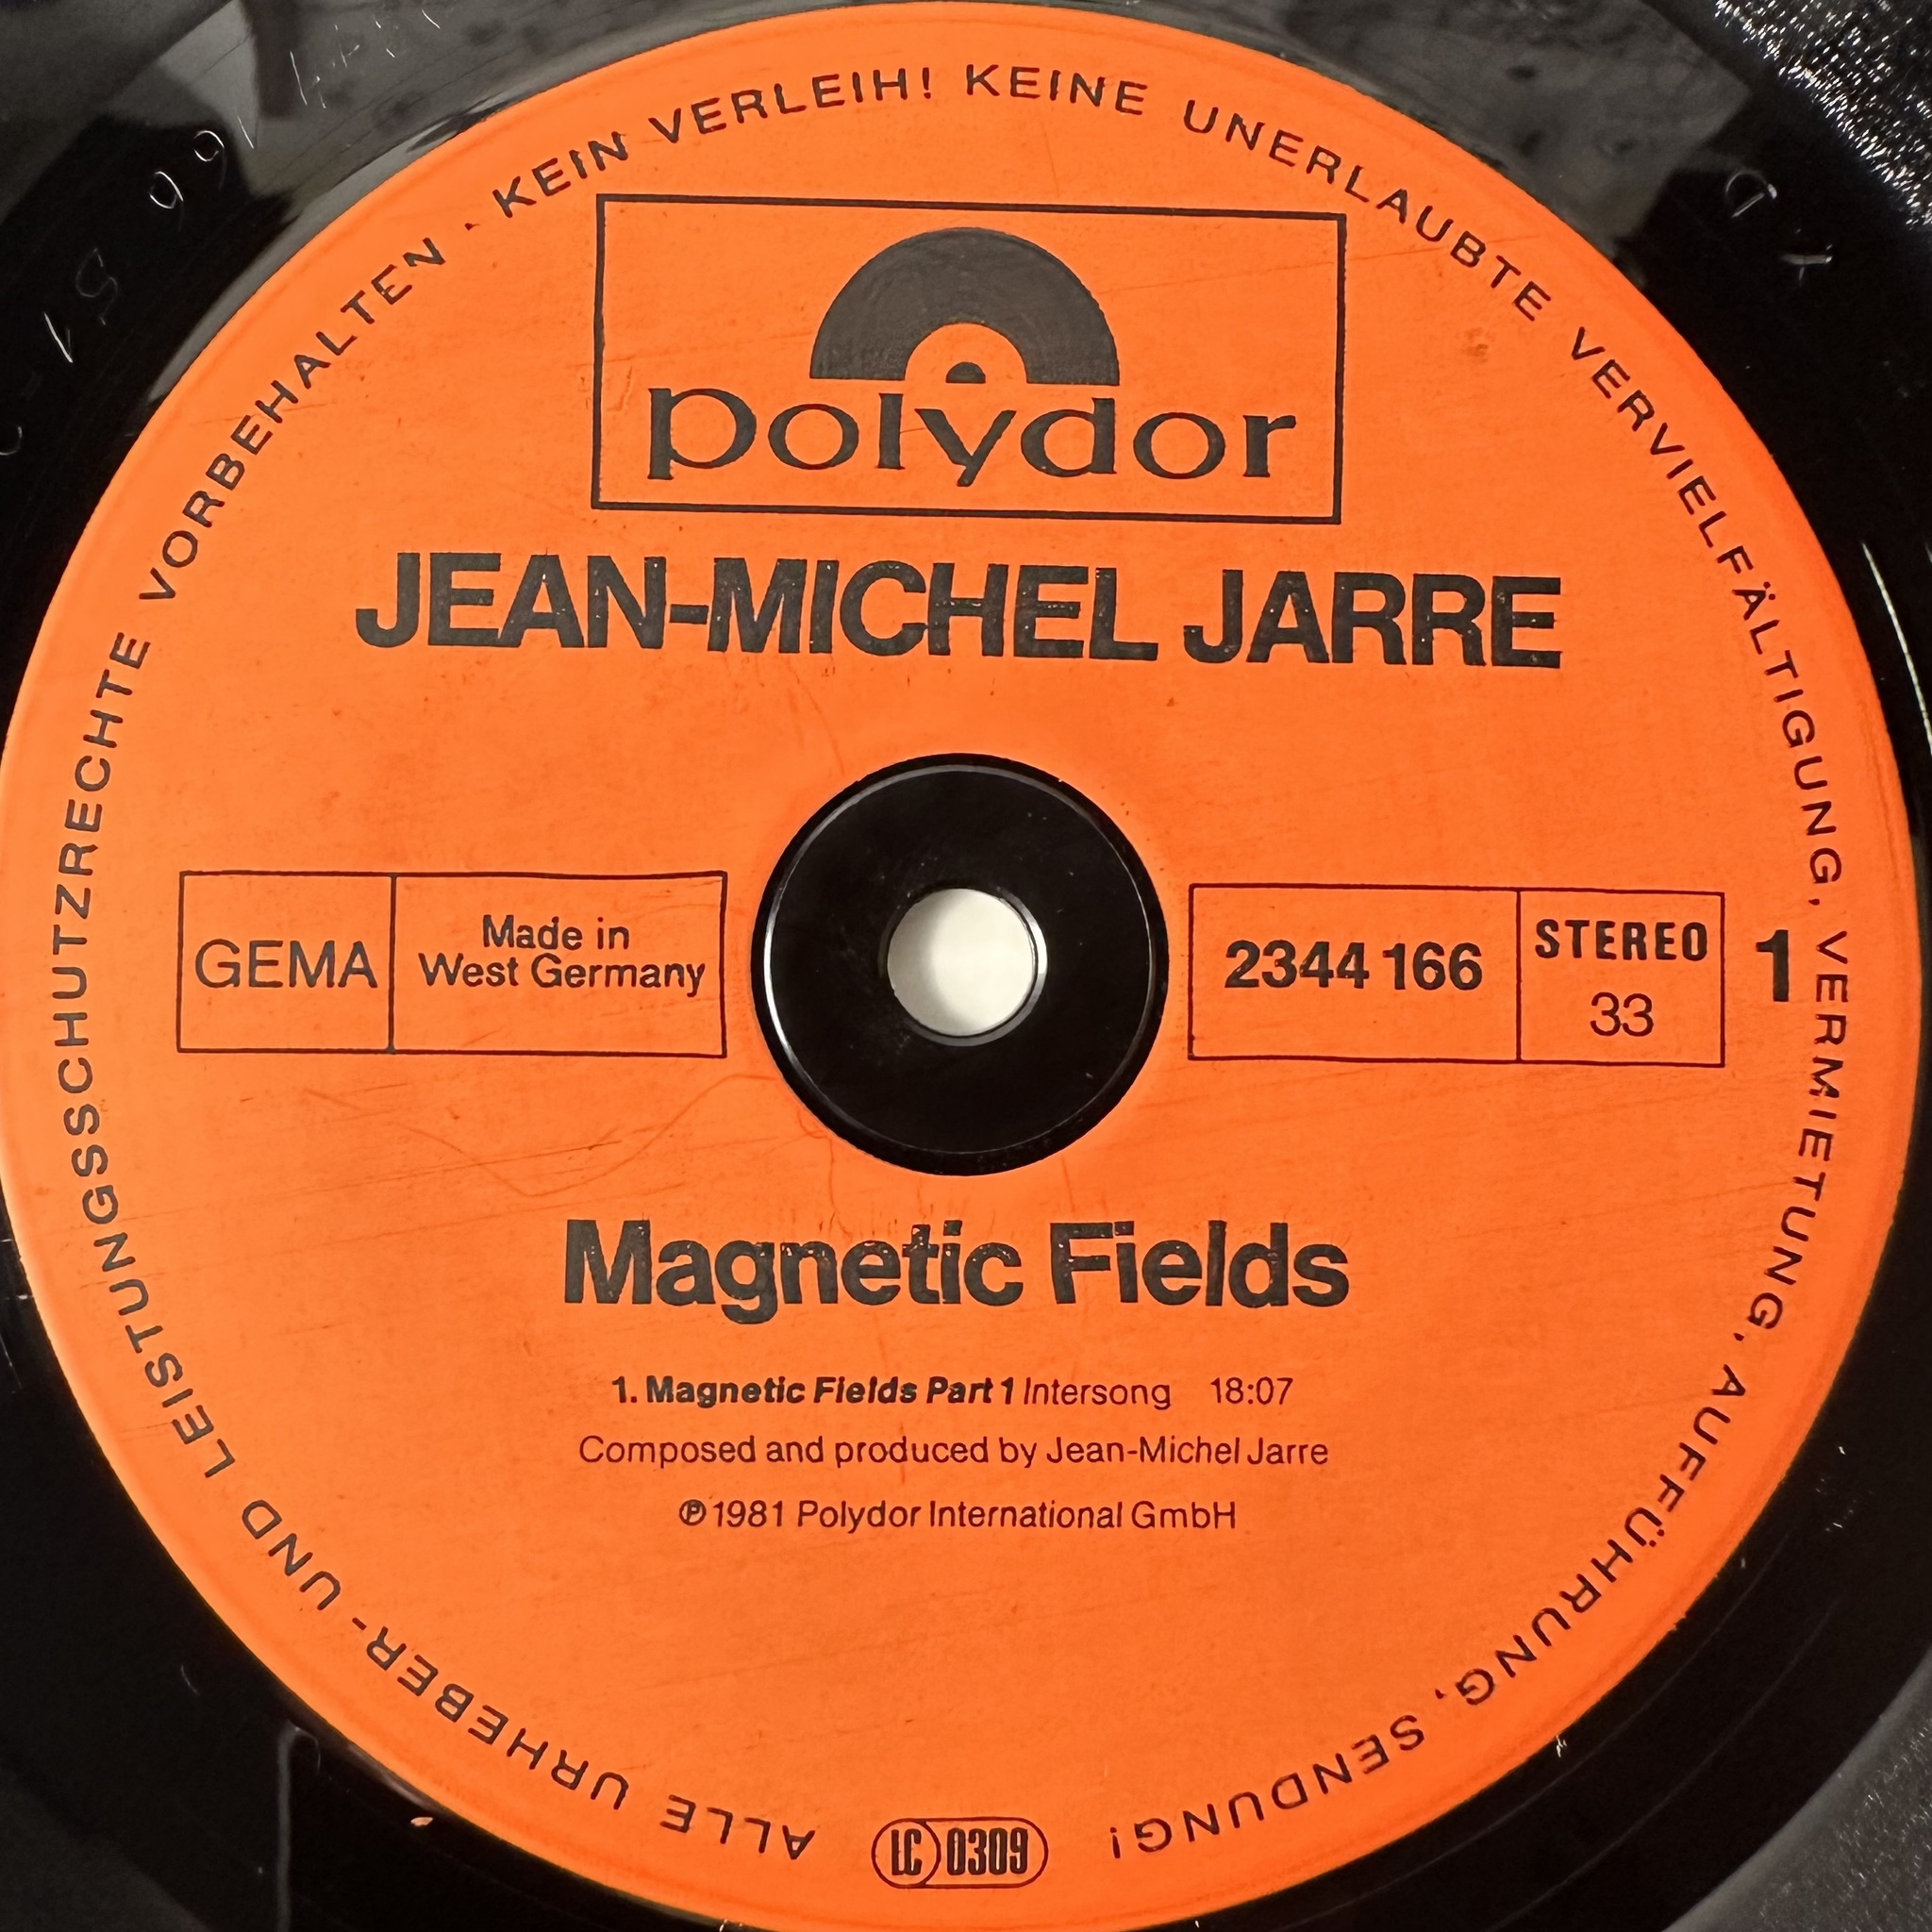 ALLE URHEBER- UND LEISTUNGSSCHUTZRECHTE VORBEHALTEN - KEIN VERLEIH! KEINE UNERLAUBTE VERVIELFÄLTIGUNG, VERMIETUNG, AUFFÜHRUNG, SENDUNG!
polydor
JEAN-MICHEL JARRE
GEMA
Made in
West Germany
2344 166
STEREO
33
1
Magnetic Fields
1. Magnetic Fields Part 1 Intersong 18:07
Composed and produced by Jean-Michel Jarre
℗ 1981 Polydor International GmbH
LC 0309